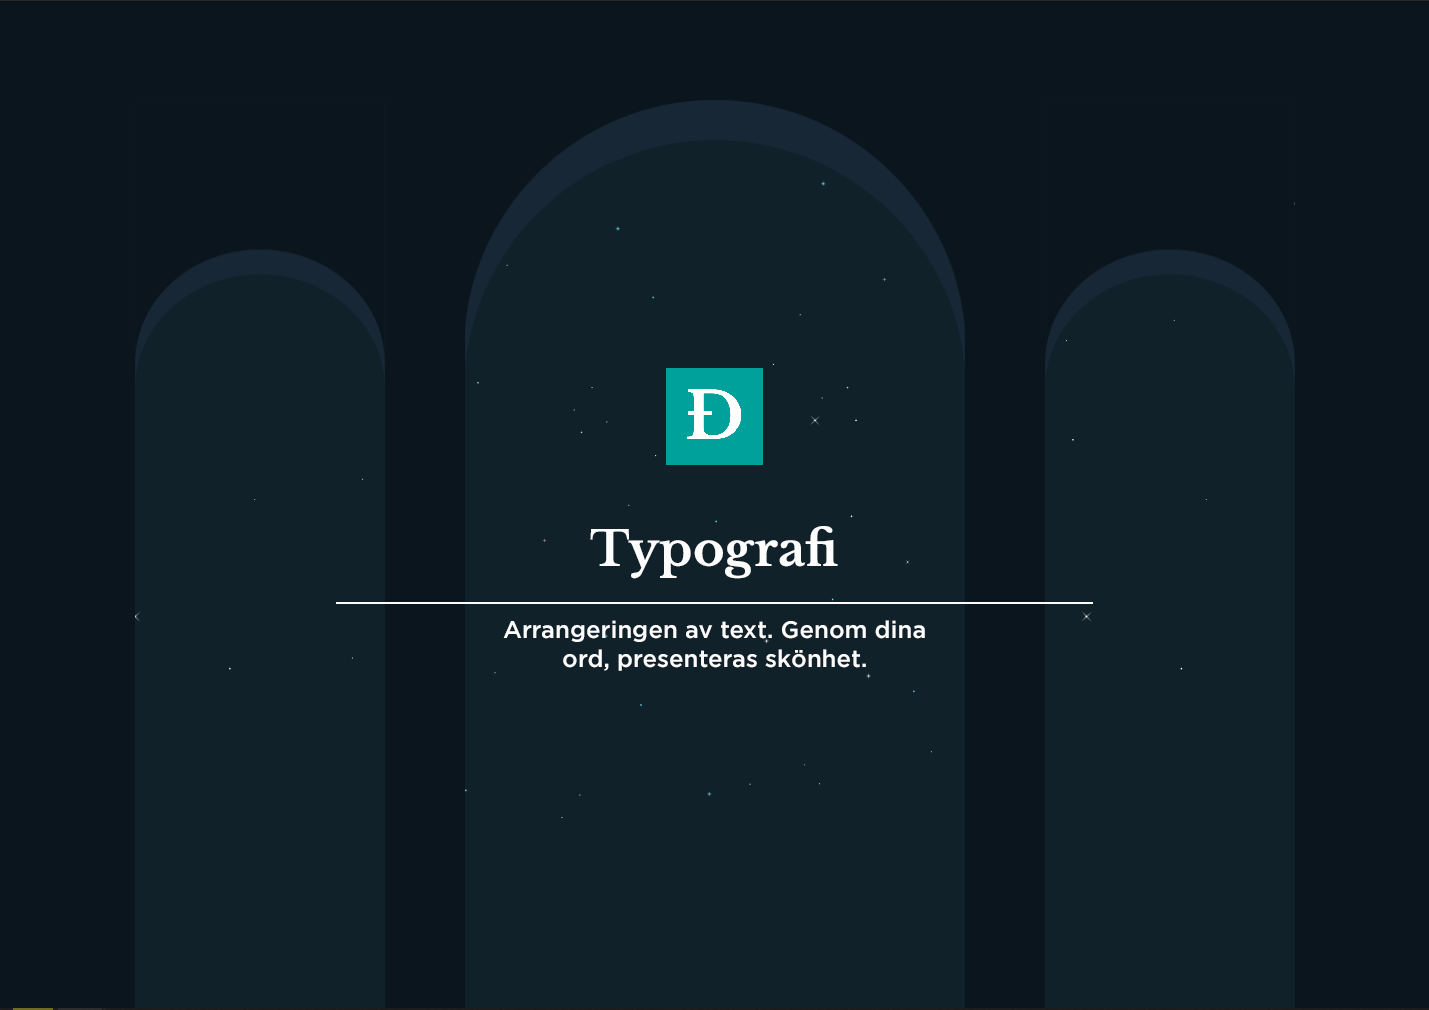 Đ
Typografi
Arrangeringen av text. Genom dina
ord, presenteras skönhet.